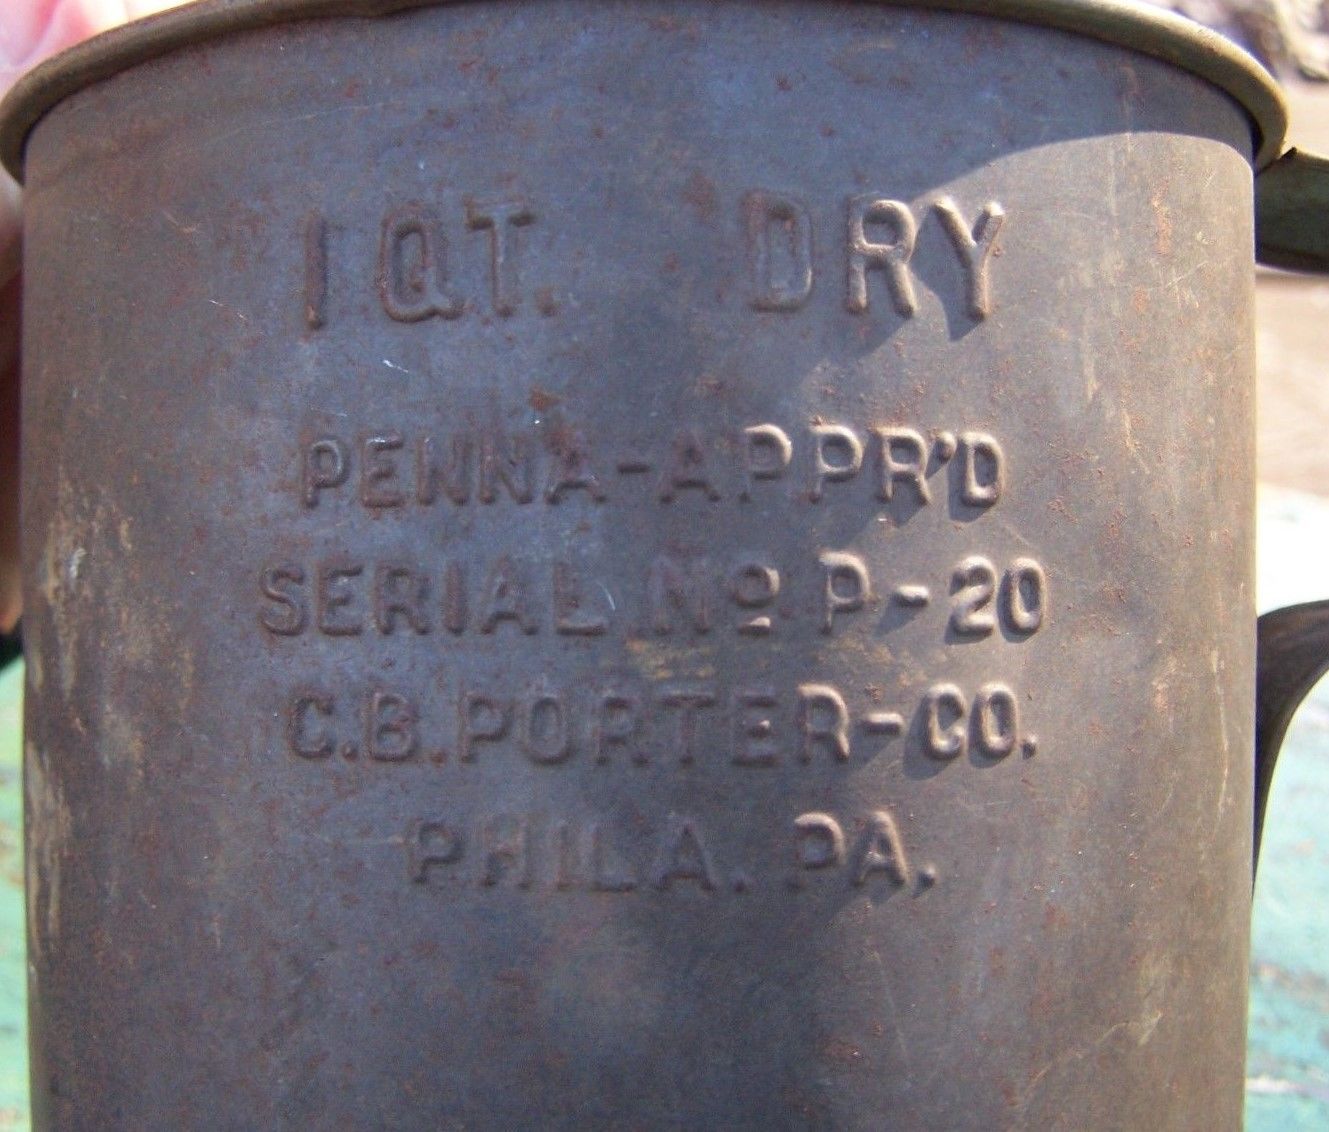 1 QT. DRY
PENNA-APPR'D
SERIAL Nº P-20
C.B. PORTER-CO.
PHILA. PA.